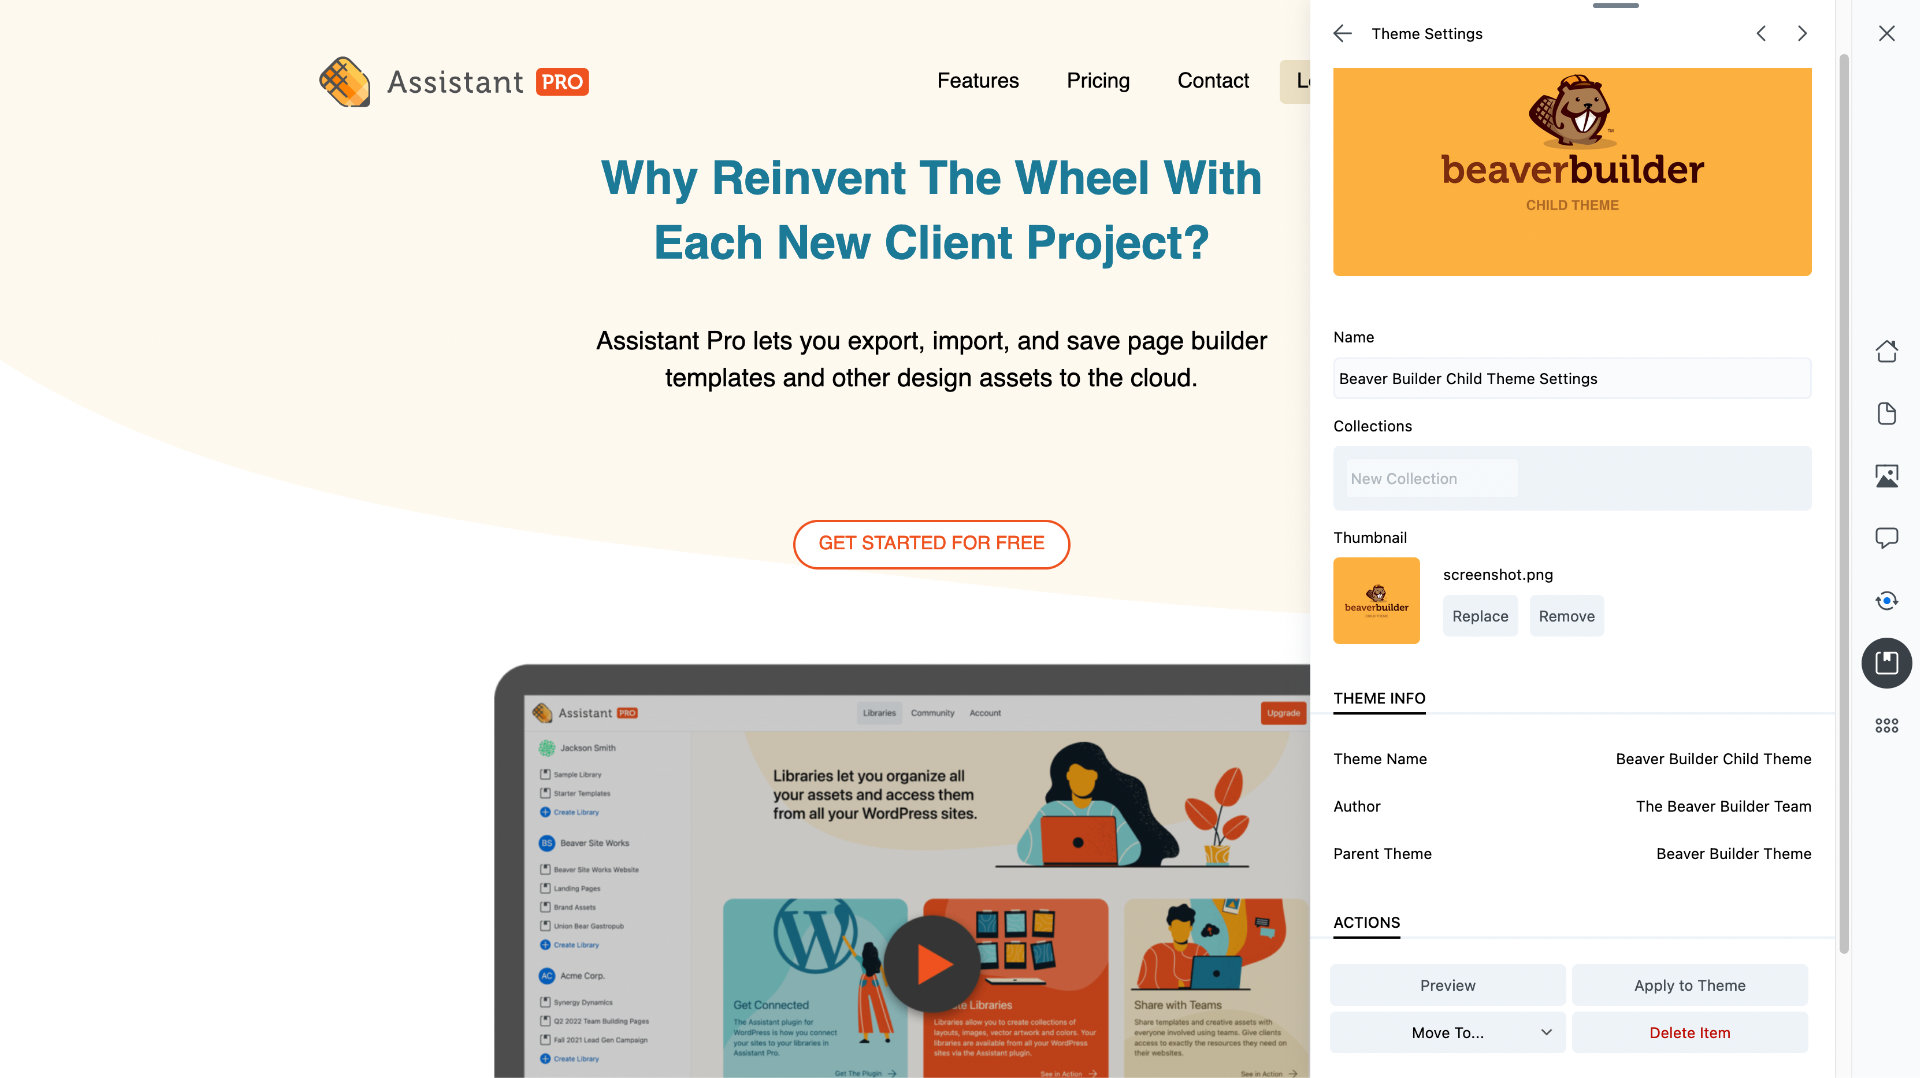 Assistant PRO
Features
Pricing
Contact
Why Reinvent The Wheel With
Each New Client Project?
Assistant Pro lets you export, import, and save page builder
templates and other design assets to the cloud.
GET STARTED FOR FREE
Assistant PRO
Libraries
Community
Account
Upgrade
Jackson Smith
Sample Library
Starter Templates
Create Library
BS Beaver Site Works
Beaver Site Works Website
Landing Pages
Brand Assets
Union Bear Gastropub
Create Library
AC Acme Corp.
Synergy Dynamics
Q2 2022 Team Building Pages
Fall 2021 Lead Gen Campaign
Create Library
Libraries let you organize all
your assets and access them
from all your WordPress sites.
Get Connected
The Assistant plugin for
WordPress is how you connect
your sites to your libraries in
Assistant Pro.
Get The Plugin
Libraries
Libraries allow you to create collections of
layouts, images, vector artwork and colors. Your
libraries are available from all your WordPress
sites via the Assistant plugin.
See in Action
Share with Teams
Share templates and creative assets with
everyone involved using teams. Give clients
access to exactly the resources they need on
their websites.
See in Action
Theme Settings
beaverbuilder
CHILD THEME
Name
Beaver Builder Child Theme Settings
Collections
New Collection
Thumbnail
beaverbuilder
screenshot.png
Replace
Remove
THEME INFO
Theme Name
Beaver Builder Child Theme
Author
The Beaver Builder Team
Parent Theme
Beaver Builder Theme
ACTIONS
Preview
Apply to Theme
Move To...
Delete Item